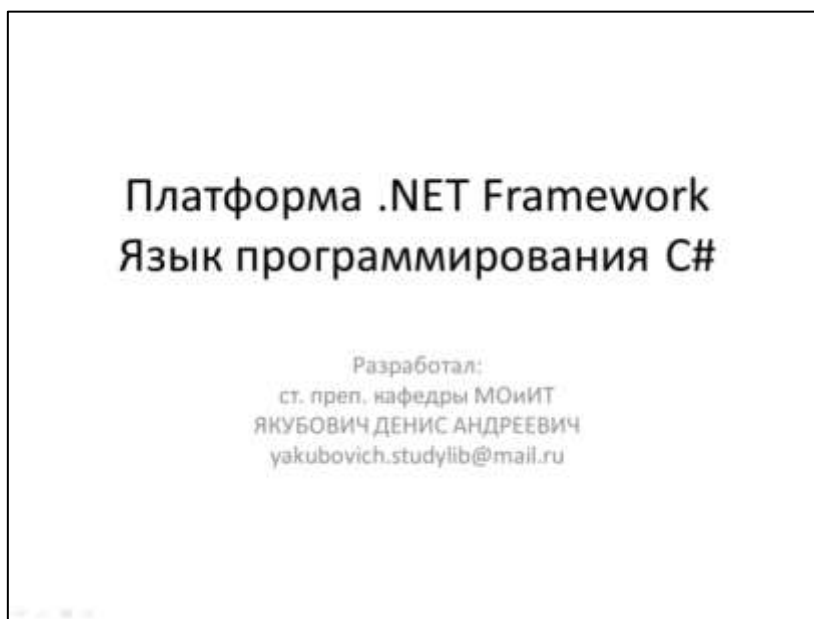 Платформа .NET Framework
Язык программирования C#
Разработал:
ст. преп. кафедры МОиИТ
ЯКУБОВИЧ ДЕНИС АНДРЕЕВИЧ
yakubovich.studylib@mail.ru